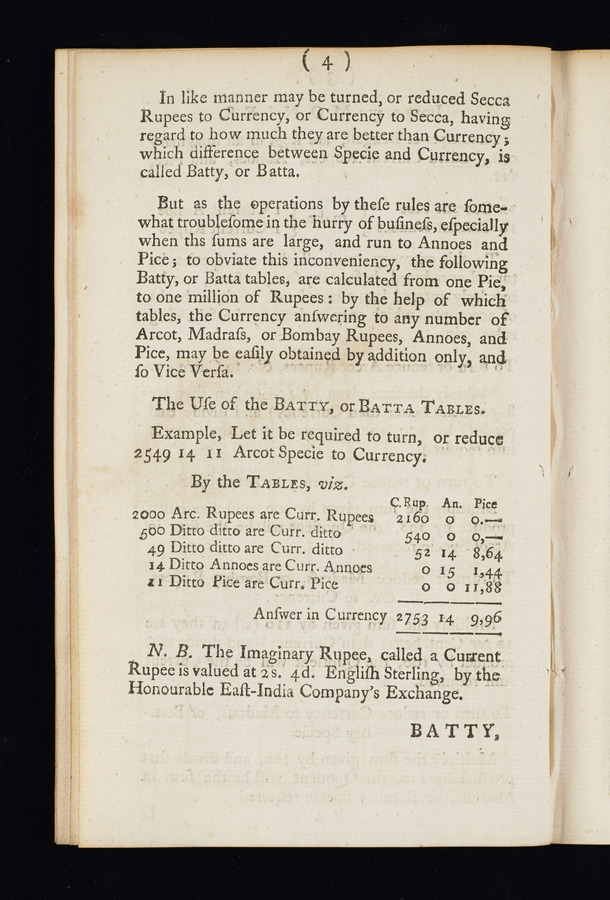 ( 4 )
In like manner may be turned, or reduced Secca
Rupees to Currency, or Currency to Secca, having
regard to how much they are better than Currency;
which difference between Specie and Currency, is
called Batty, or Batta.
But as the operations by theſe rules are ſome-
what troubleſome in the hurry of buſineſs, eſpecially
when ths ſums are large, and run to Annoes and
Pice; to obviate this inconveniency, the following
Batty, or Batta tables, are calculated from one Pie,
to one million of Rupees: by the help of which
tables, the Currency anſwering to any number of
Arcot, Madraſs, or Bombay Rupees, Annoes, and
Pice, may be eaſily obtained by addition only, and
ſo Vice Verſa.
The Uſe of the BATTY, or BATTA TABLES.
Example, Let it be required to turn, or reduce
2549 14 11 Arcot Specie to Currency.
By the TABLES, viz.
C.Rup. An. Pice
2000 Arc. Rupees are Curr. Rupees 2160 0 0.—
500 Ditto ditto are Curr. ditto 540 0 0,—
49 Ditto ditto are Curr. ditto 52 14 8,64
14 Ditto Annoes are Curr. Annoes 0 15 1,44
11 Ditto Pice are Curr. Pice 0 0 11,88
Anſwer in Currency 2753 14 9,96
N. B. The Imaginary Rupee, called a Current
Rupee is valued at 2 s. 4d. Engliſh Sterling, by the
Honourable Eaſt-India Company's Exchange.
BATTY,